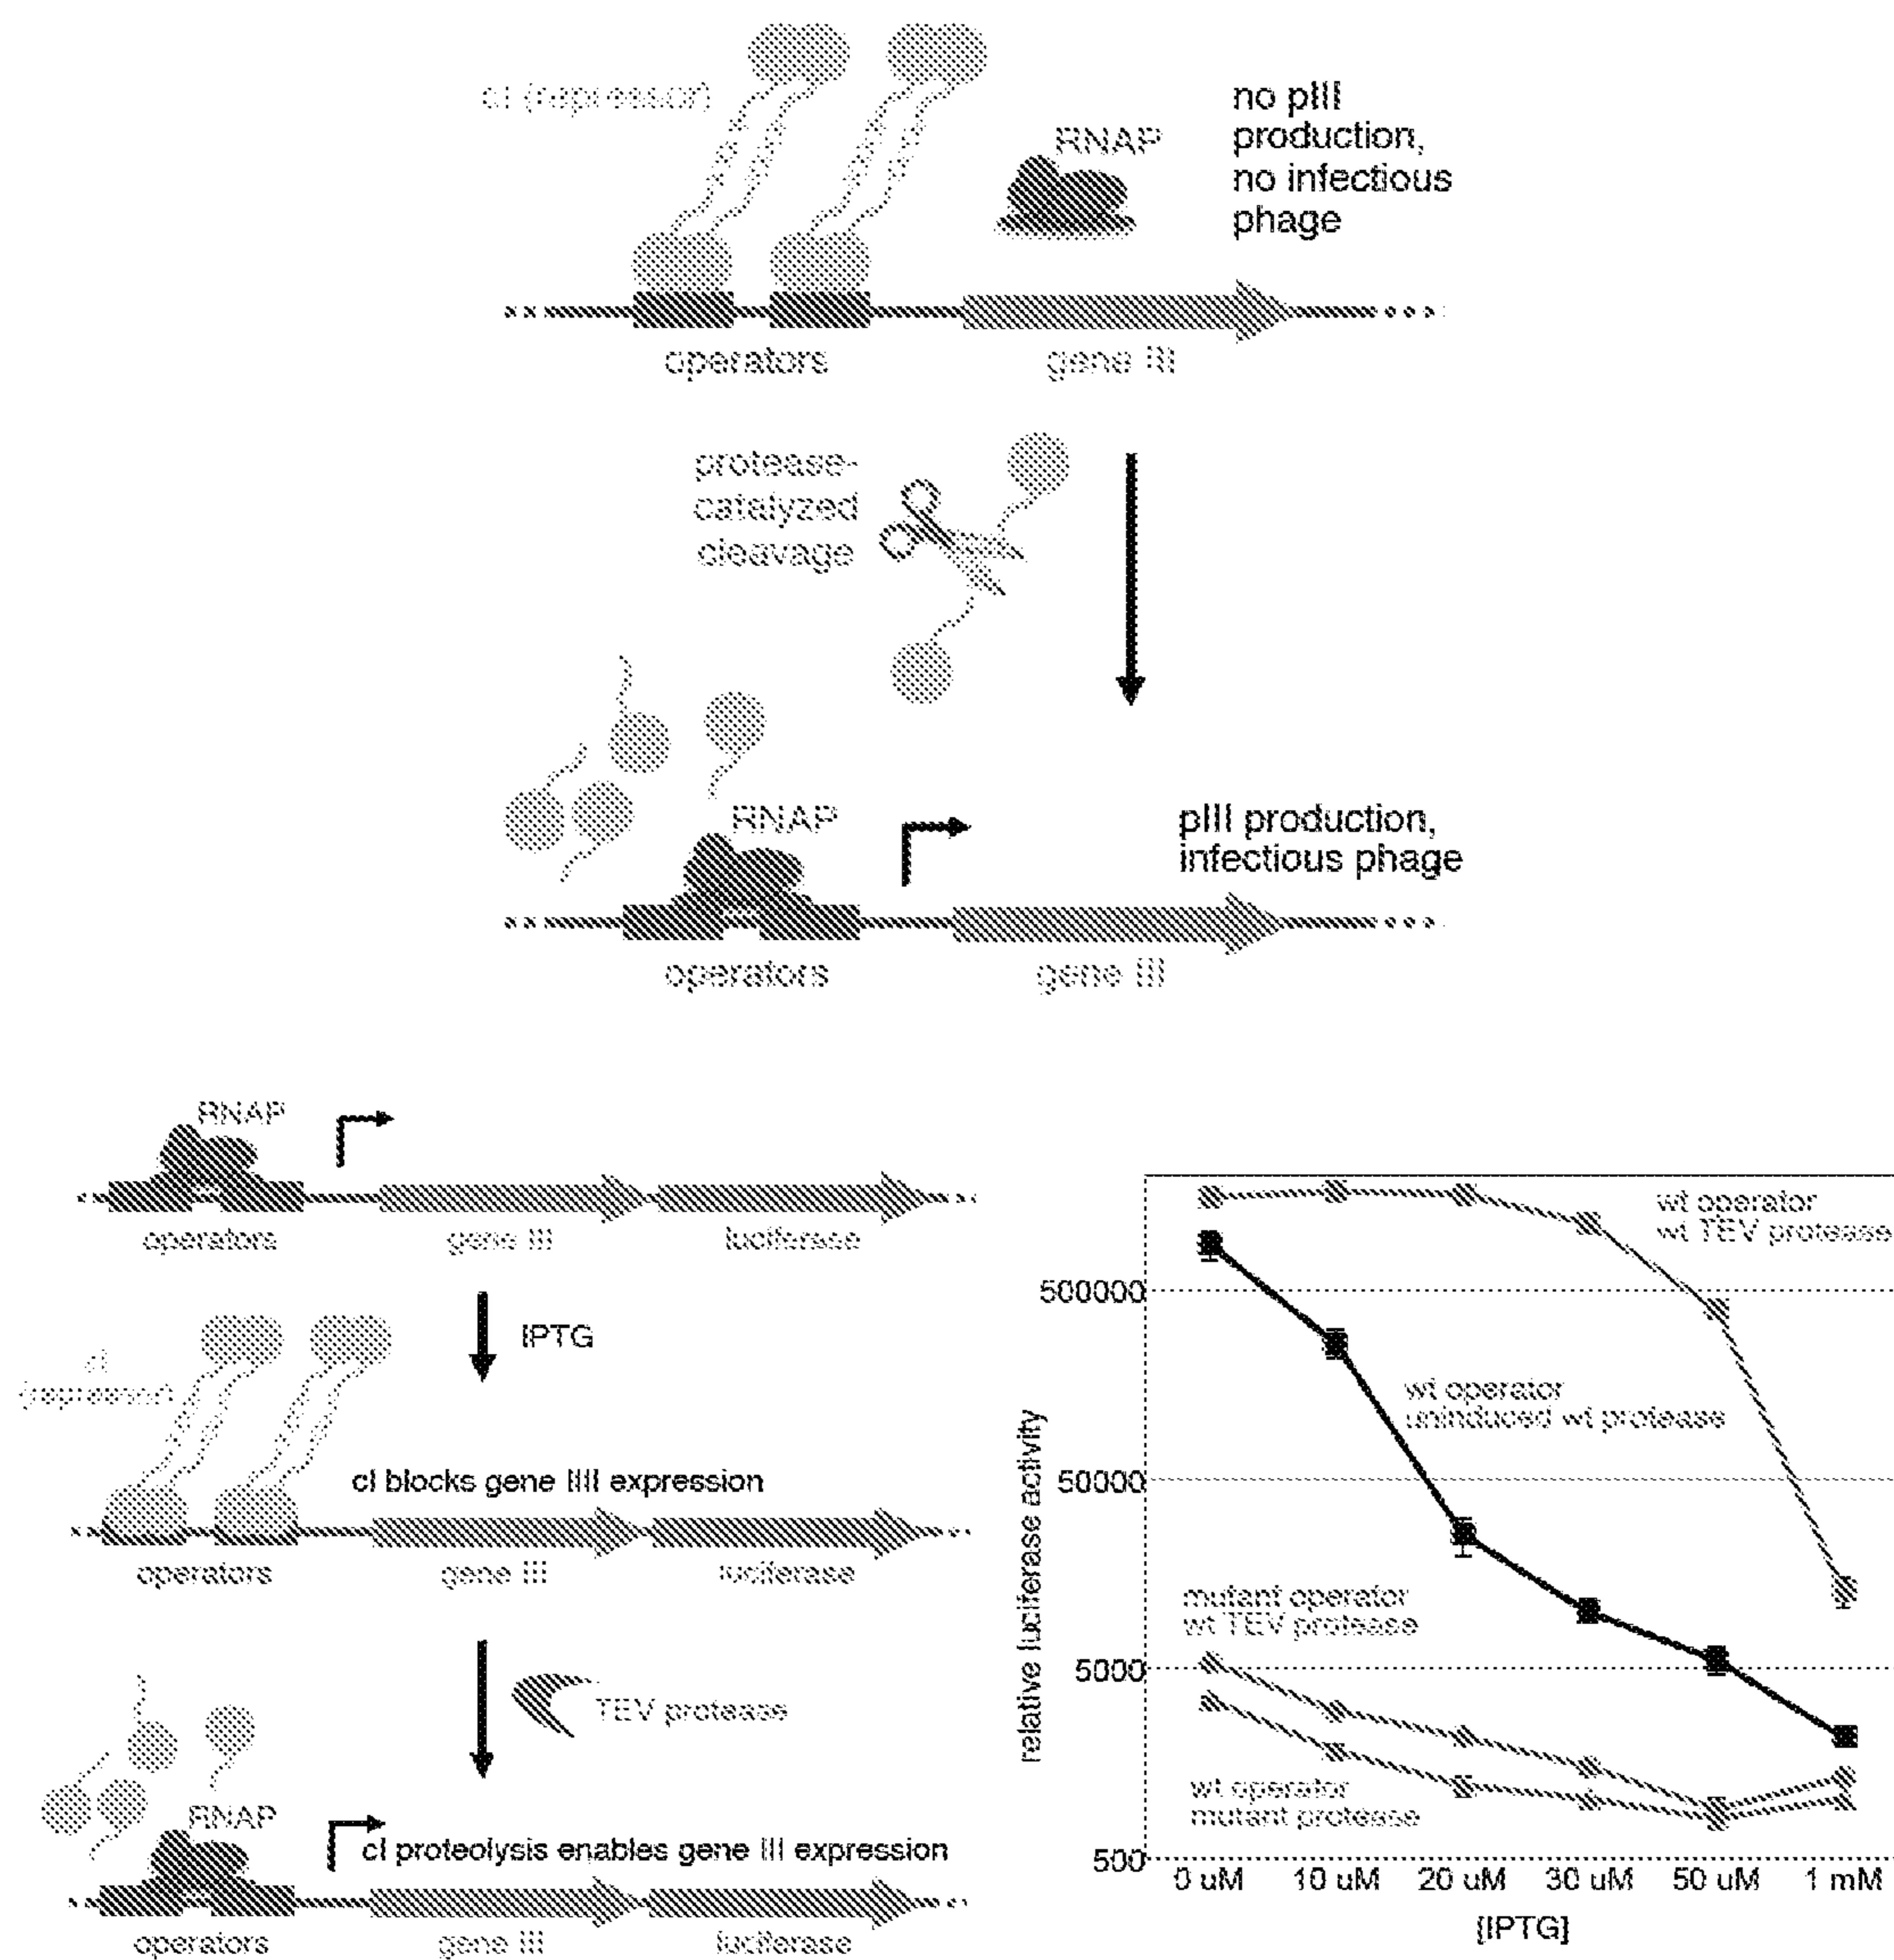 cI (repressor)
RNAP
no pIII
production,
no infectious
phage
operators
gene III
protease-
catalyzed
cleavage
RNAP
pIII production,
infectious phage
operators
gene III
RNAP
operators
gene III
luciferase
IPTG
cI
(repressor)
cI blocks gene IIII expression
operators
gene III
luciferase
TEV protease
RNAP
cI proteolysis enables gene III expression
operators
gene III
luciferase
relative luciferase activity
500000
50000
5000
500
wt operator
wt TEV protease
wt operator
uninduced wt protease
mutant operator
wt TEV protease
wt operator
mutant protease
0 uM 10 uM 20 uM 30 uM 50 uM 1 mM
[IPTG]